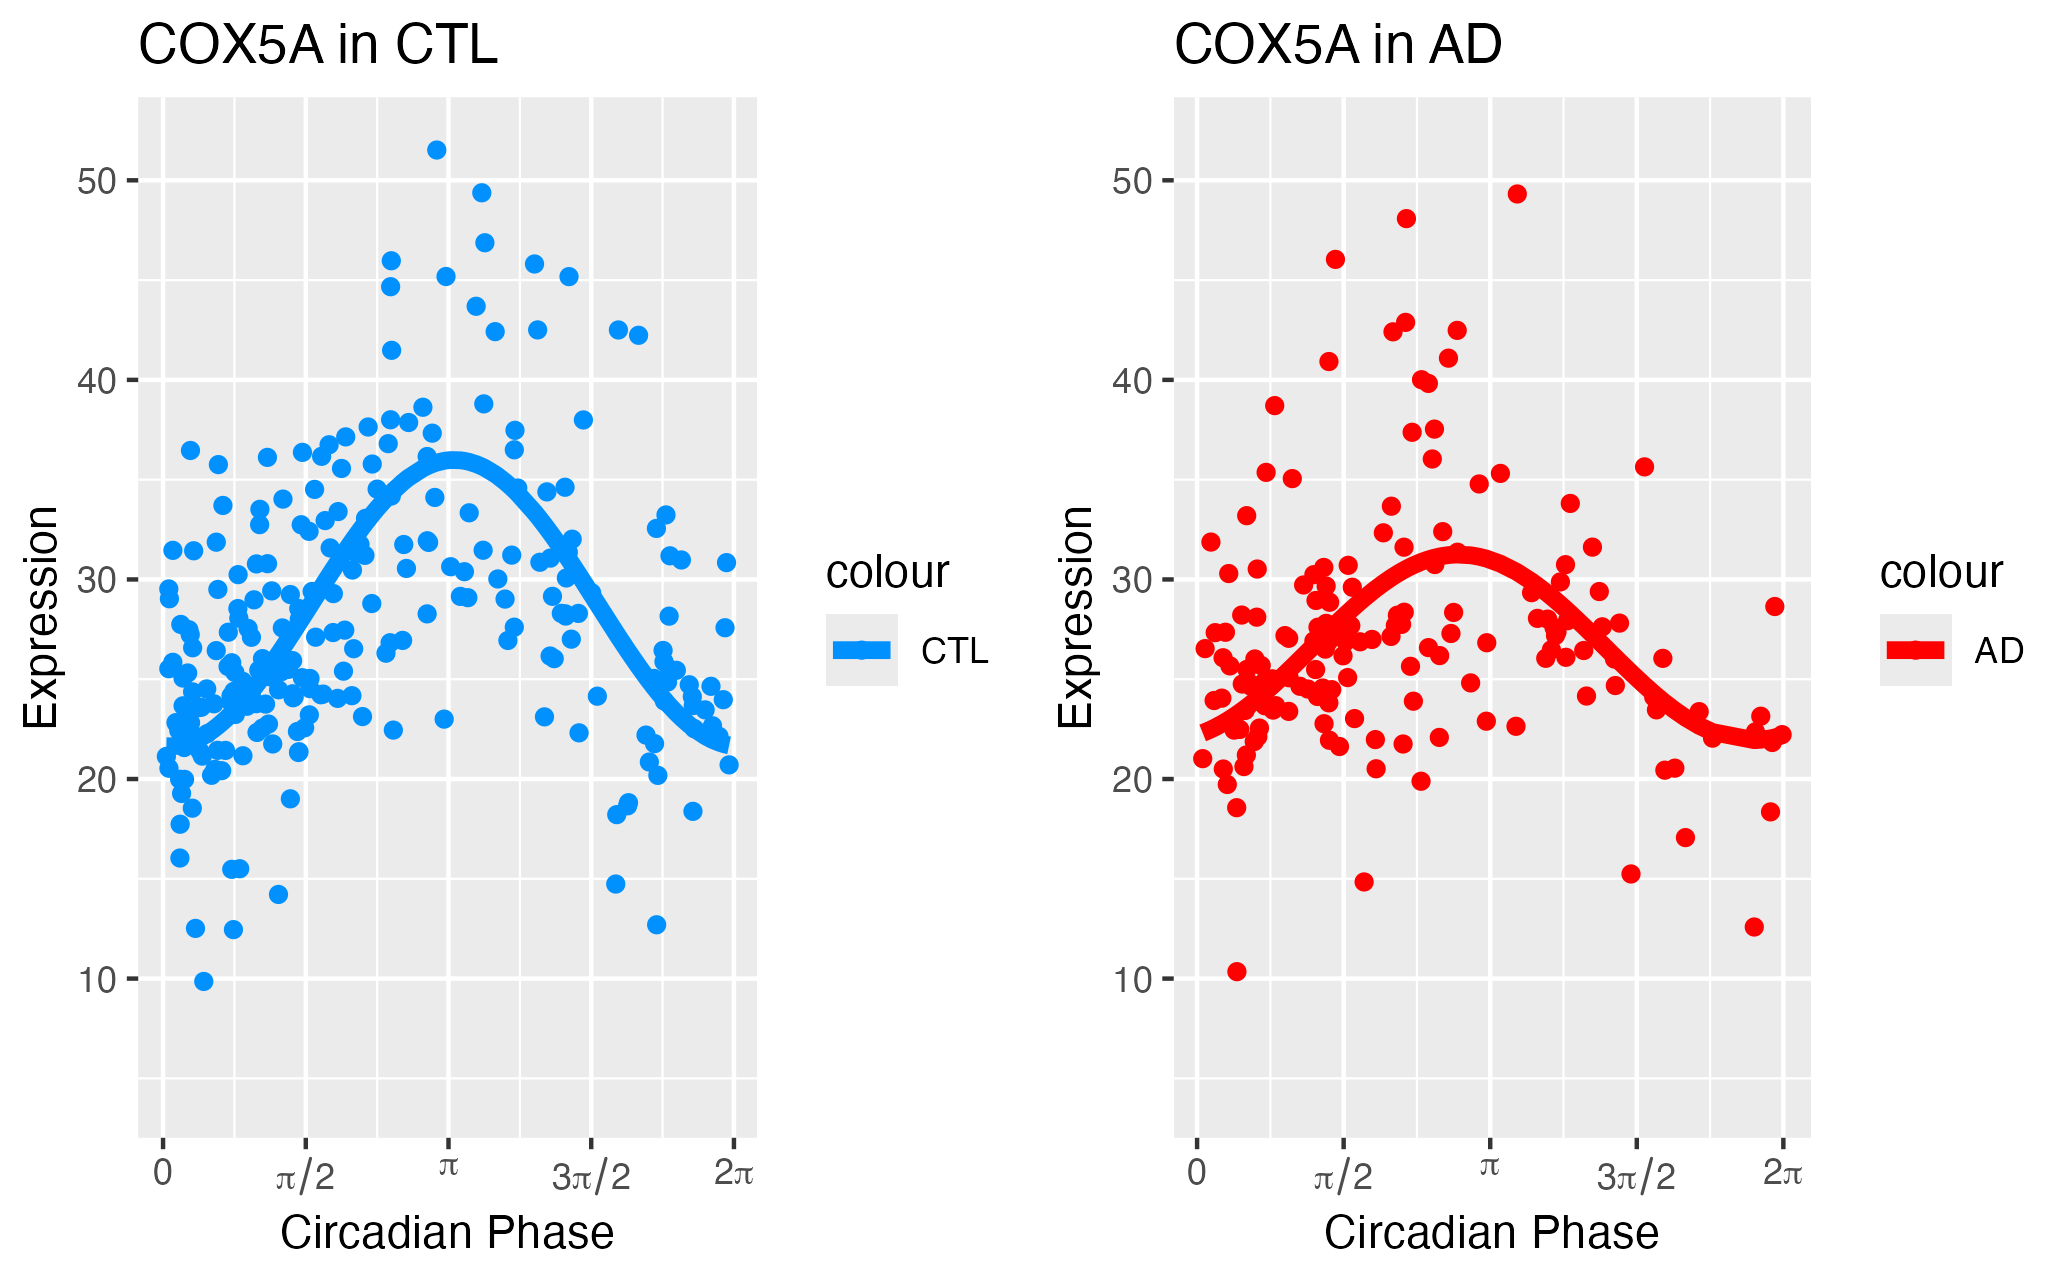 COX5A in CTL
50
40
30
20
10
Expression
0
π/2
π
3π/2
2π
Circadian Phase
colour
CTL
COX5A in AD
50
40
30
20
10
Expression
0
π/2
π
3π/2
2π
Circadian Phase
colour
AD